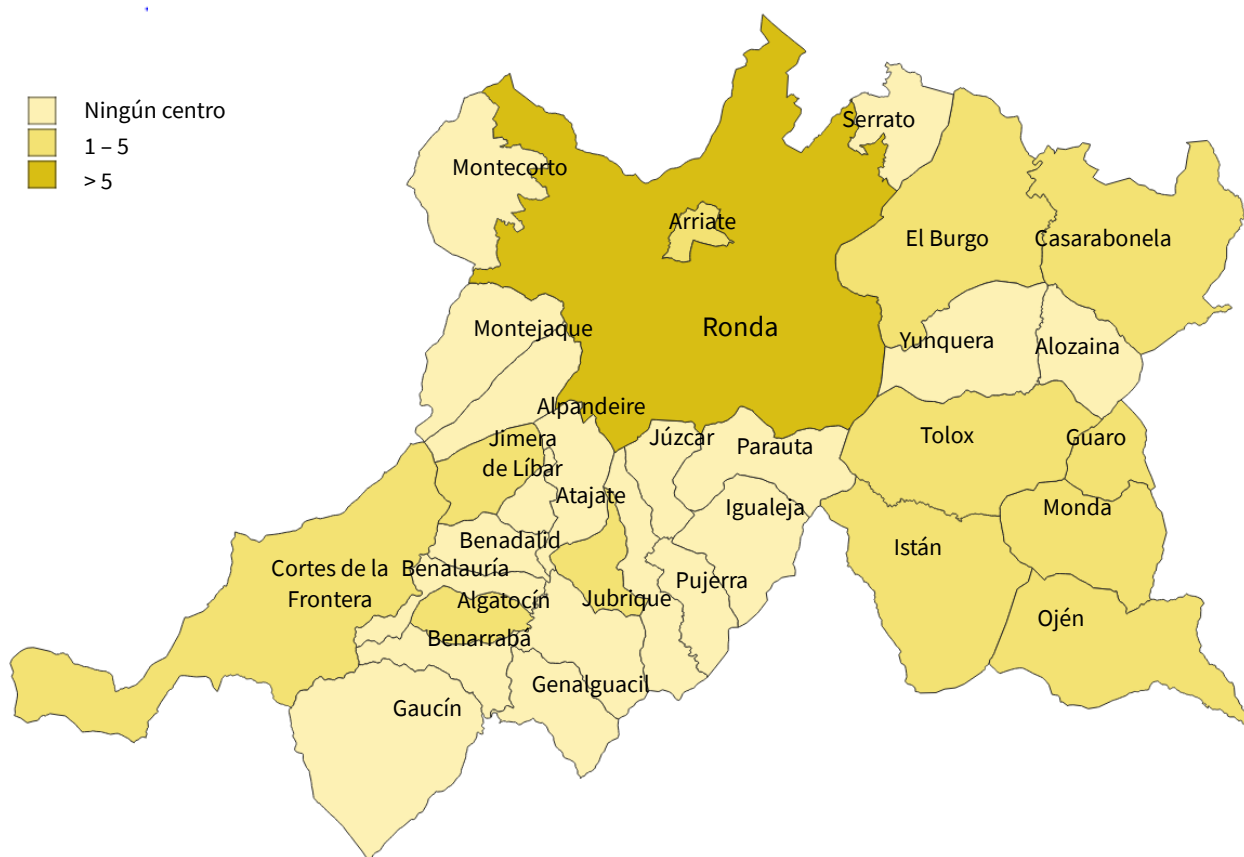 Ningún centro
1 – 5
> 5
Serrato
Montecorto
Arriate
El Burgo
Casarabonela
Ronda
Montejaque
Yunquera
Alozaina
Alpandeire
Júzcar
Parauta
Tolox
Guaro
Jimera
de Líbar
Atajate
Igualeja
Monda
Benadalid
Istán
Cortes de la
Frontera
Benalauría
Pujerra
Algatocín
Jubrique
Ojén
Benarrabá
Genalguacil
Gaucín